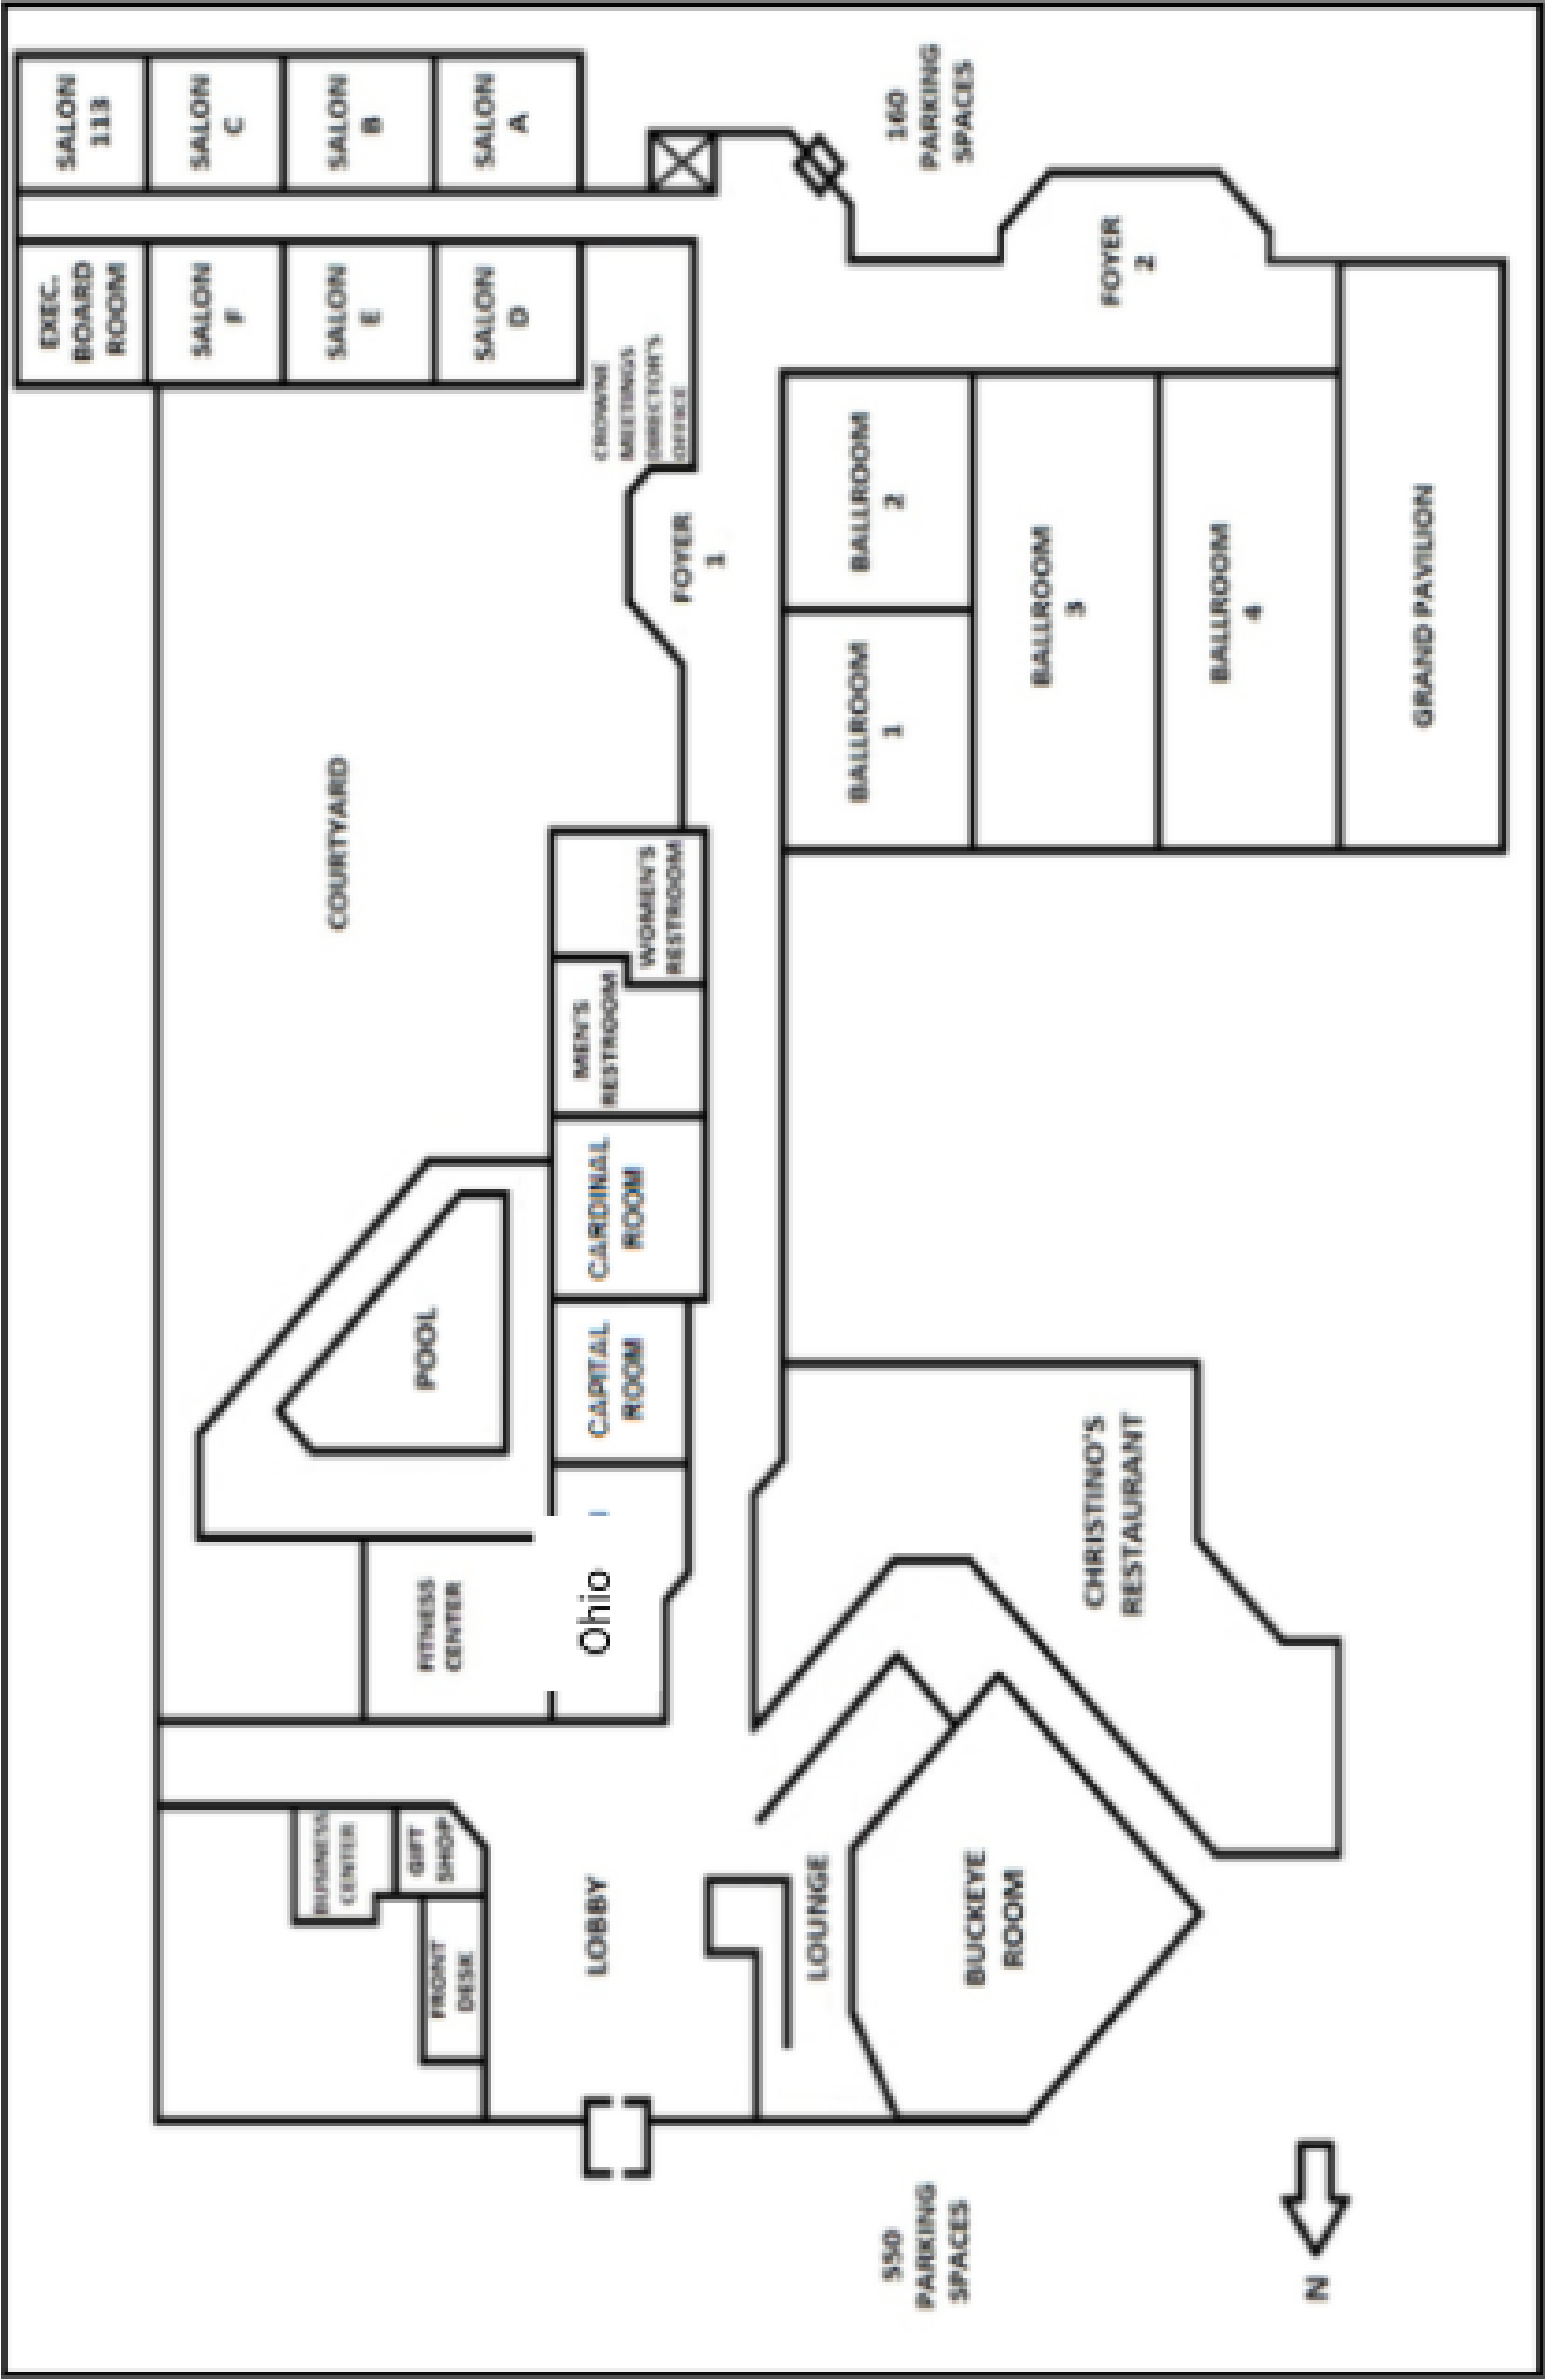 SALON
113
SALON
C
SALON
B
SALON
A
160
PARKING
SPACES
EXEC.
BOARD
ROOM
SALON
F
SALON
E
SALON
D
CROWNE
MEETINGS
DIRECTOR'S
OFFICE
FOYER
2
FOYER
1
BALLROOM
2
BALLROOM
1
BALLROOM
3
BALLROOM
4
GRAND PAVILION
COURTYARD
WOMEN'S
RESTROOM
MEN'S
RESTROOM
CARDINAL
ROOM
POOL
CAPITAL
ROOM
CHRISTINO'S
RESTAURANT
FITNESS
CENTER
Ohio
BUSINESS
CENTER
GIFT
SHOP
FRONT
DESK
LOBBY
LOUNGE
BUCKEYE
ROOM
550
PARKING
SPACES
N